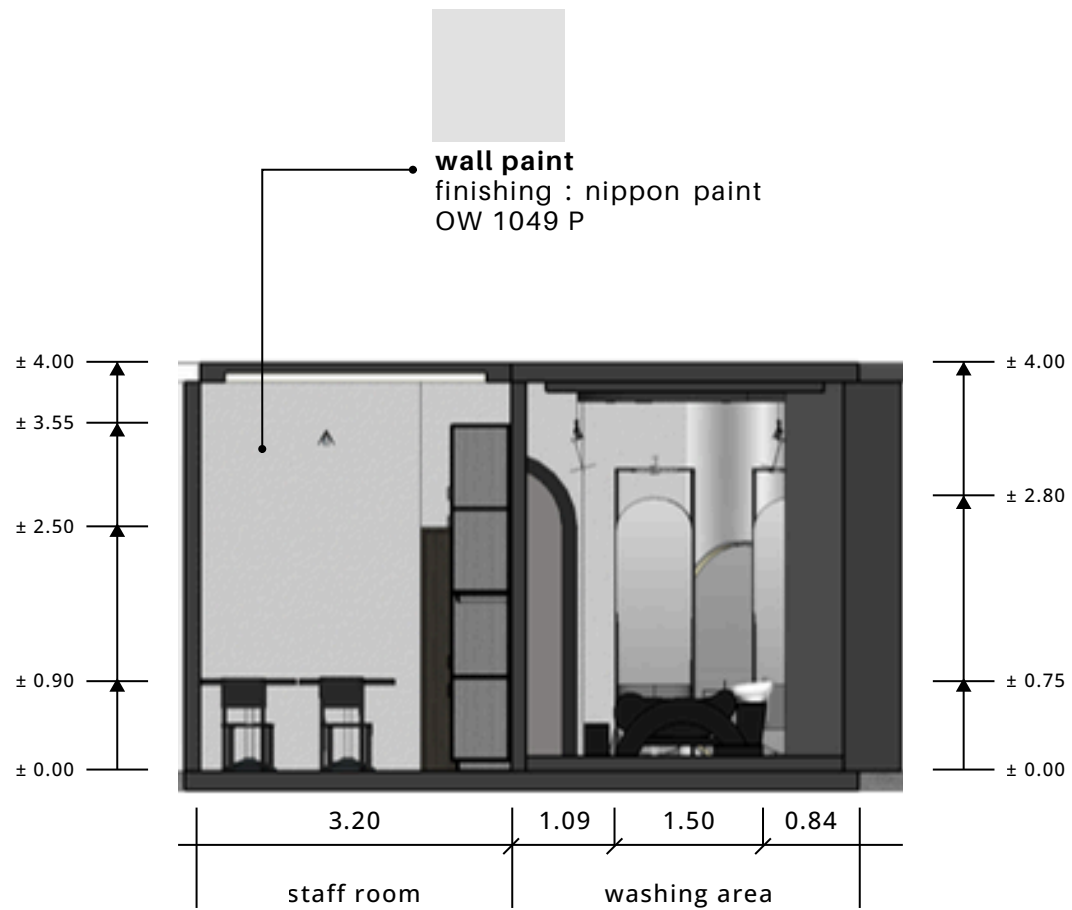 wall paint
finishing : nippon paint
OW 1049 P
± 4.00
± 3.55
± 2.50
± 0.90
± 0.00
± 4.00
± 2.80
± 0.75
± 0.00
3.20 1.09 1.50 0.84
staff room washing area